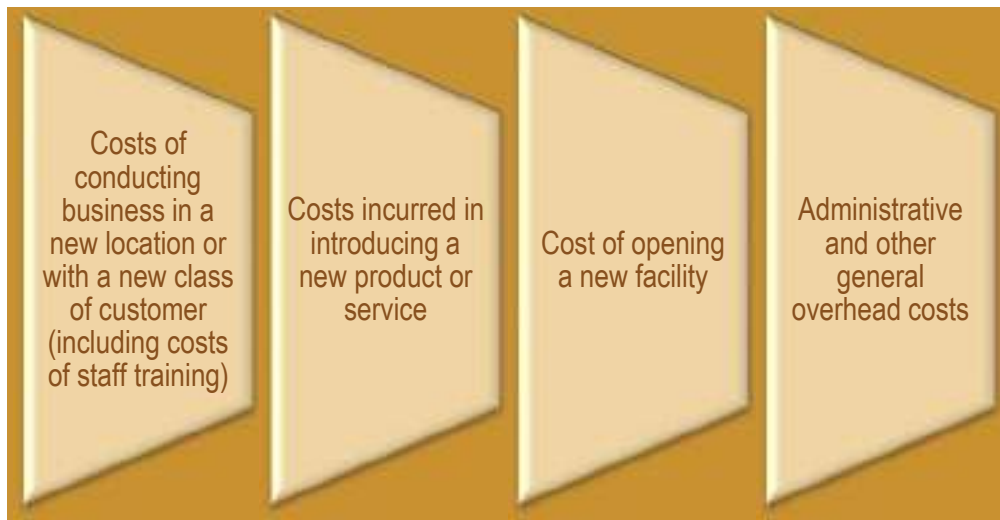 Costs of
conducting
business in a
new location or
with a new class
of customer
(including costs
of staff training)
Costs incurred in
introducing a
new product or
service
Cost of opening
a new facility
Administrative
and other
general
overhead costs